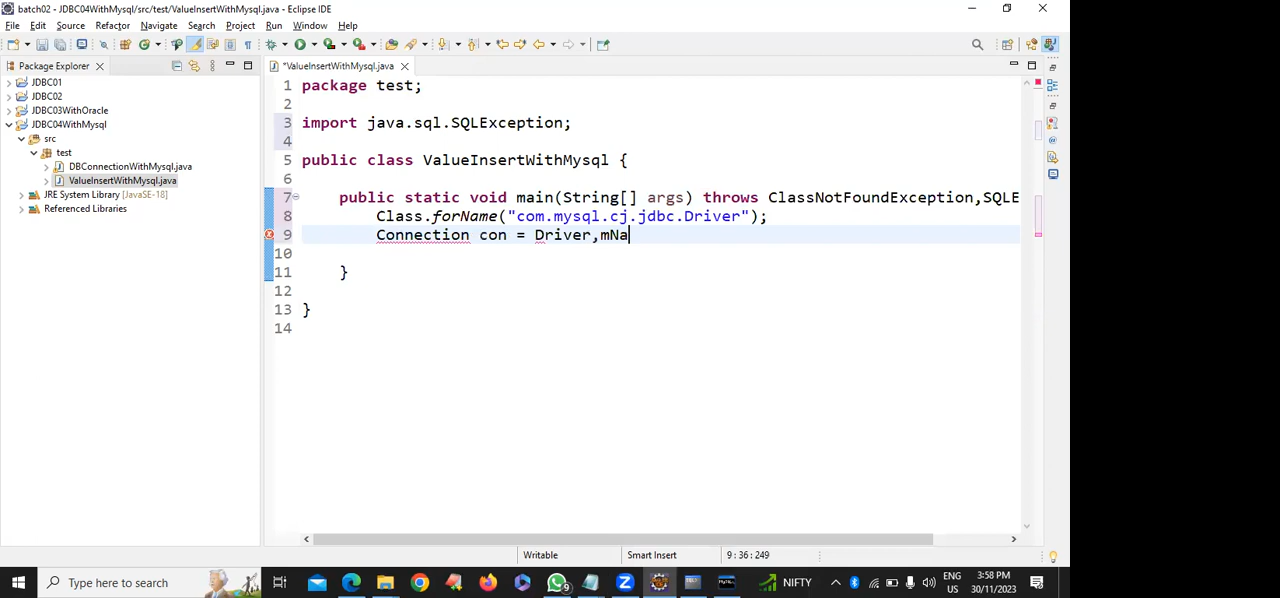 batch02 - JDBC04WithMysql/src/test/ValueInsertWithMysql.java - Eclipse IDE
File Edit Source Refactor Navigate Search Project Run Window Help
Package Explorer
*ValueInsertWithMysql.java
JDBC01
JDBC02
JDBC03WithOracle
JDBC04WithMysql
src
test
DBConnectionWithMysql.java
ValueInsertWithMysql.java
JRE System Library [JavaSE-18]
Referenced Libraries
1 package test;
2
3 import java.sql.SQLException;
4
5 public class ValueInsertWithMysql {
6
7 public static void main(String[] args) throws ClassNotFoundException,SQLE
8 Class.forName("com.mysql.cj.jdbc.Driver");
9 Connection con = Driver,mNa
10
11 }
12
13 }
14
Writable Smart Insert 9 : 36 : 249
Type here to search
9
NIFTY
ENG
US
3:58 PM
30/11/2023